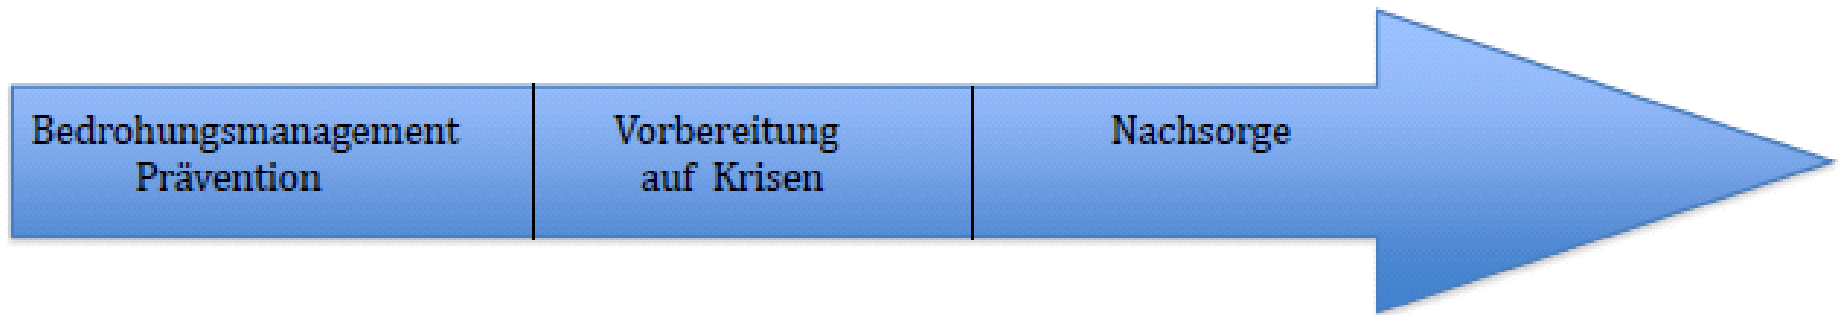 Bedrohungsmanagement
Prävention
Vorbereitung
auf Krisen
Nachsorge